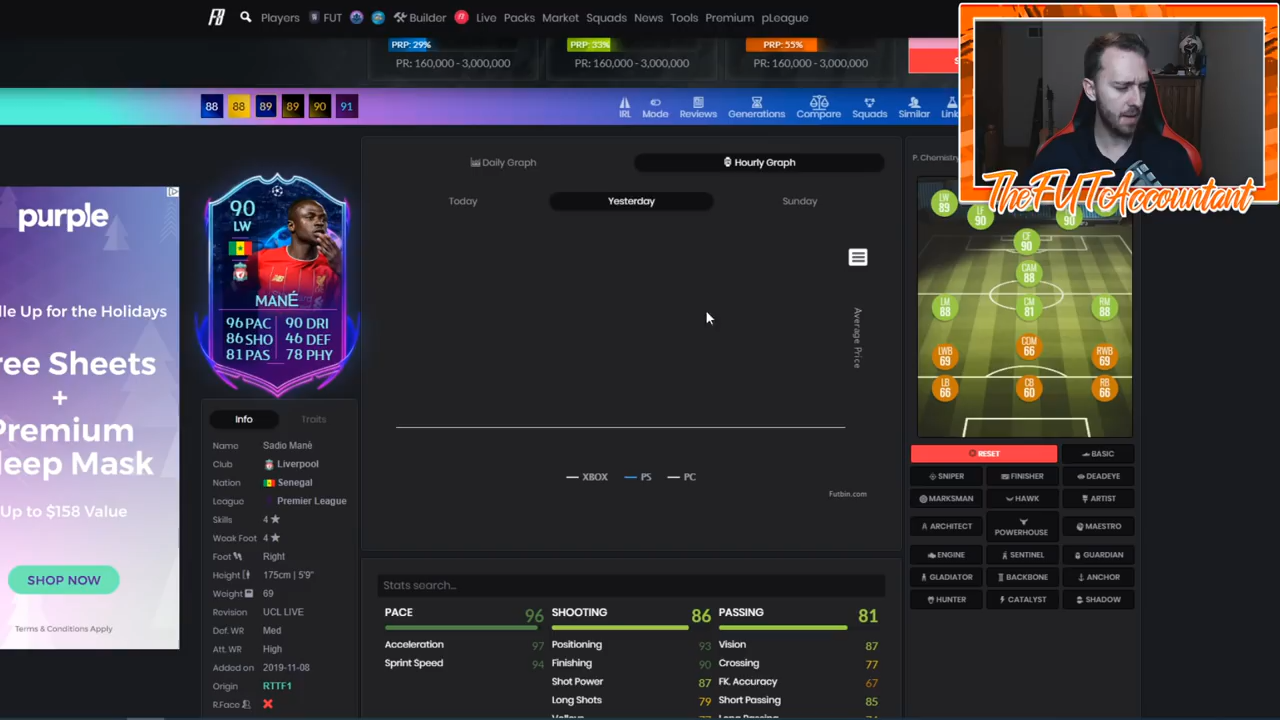 FB Players FUT Builder Live Packs Market Squads News Tools Premium pLeague
PRP: 29% PRP: 33% PRP: 55%
PR: 160,000 - 3,000,000 PR: 160,000 - 3,000,000 PR: 160,000 - 3,000,000
88 88 89 89 90 91
IRL Mode Reviews Generations Compare Squads Similar Link
TheFUTAccountant
P. Chemistry
Daily Graph Hourly Graph
Today Yesterday Sunday
Average Price
XBOX PS PC
Futbin.com
purple
lle Up for the Holidays
ree Sheets
+
Premium
leep Mask
Up to $158 Value
SHOP NOW
Terms & Conditions Apply
90
LW
MANÉ
96 PAC 90 DRI
86 SHO 46 DEF
81 PAS 78 PHY
Info Traits
Name Sadio Mané
Club Liverpool
Nation Senegal
League Premier League
Skills 4
Weak Foot 4
Foot Right
Height 175cm | 5'9"
Weight 69
Revision UCL LIVE
Def. WR Med
Att. WR High
Added on 2019-11-08
Origin RTTF1
R.Face
Stats search...
PACE 96 SHOOTING 86 PASSING 81
Acceleration 97 Positioning 93 Vision 87
Sprint Speed 94 Finishing 90 Crossing 77
Shot Power 87 FK. Accuracy 67
Long Shots 79 Short Passing 85
LW 89
LF 90
90
CF 90
CAM 88
LM 88 CM 81 RM 88
CDM 66
LWB 69 RWB 69
LB 66 CB 60 RB 66
RESET BASIC
SNIPER FINISHER DEADEYE
MARKSMAN HAWK ARTIST
ARCHITECT POWERHOUSE MAESTRO
ENGINE SENTINEL GUARDIAN
GLADIATOR BACKBONE ANCHOR
HUNTER CATALYST SHADOW